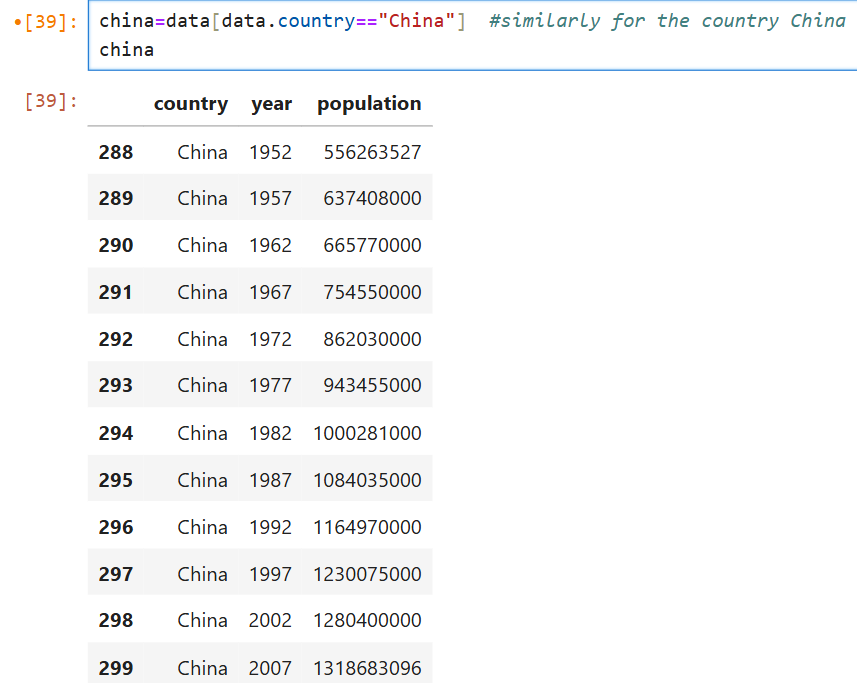 •[39]: china=data[data.country=="China"]  #similarly for the country China
china
[39]:
country year population
288 China 1952 556263527
289 China 1957 637408000
290 China 1962 665770000
291 China 1967 754550000
292 China 1972 862030000
293 China 1977 943455000
294 China 1982 1000281000
295 China 1987 1084035000
296 China 1992 1164970000
297 China 1997 1230075000
298 China 2002 1280400000
299 China 2007 1318683096